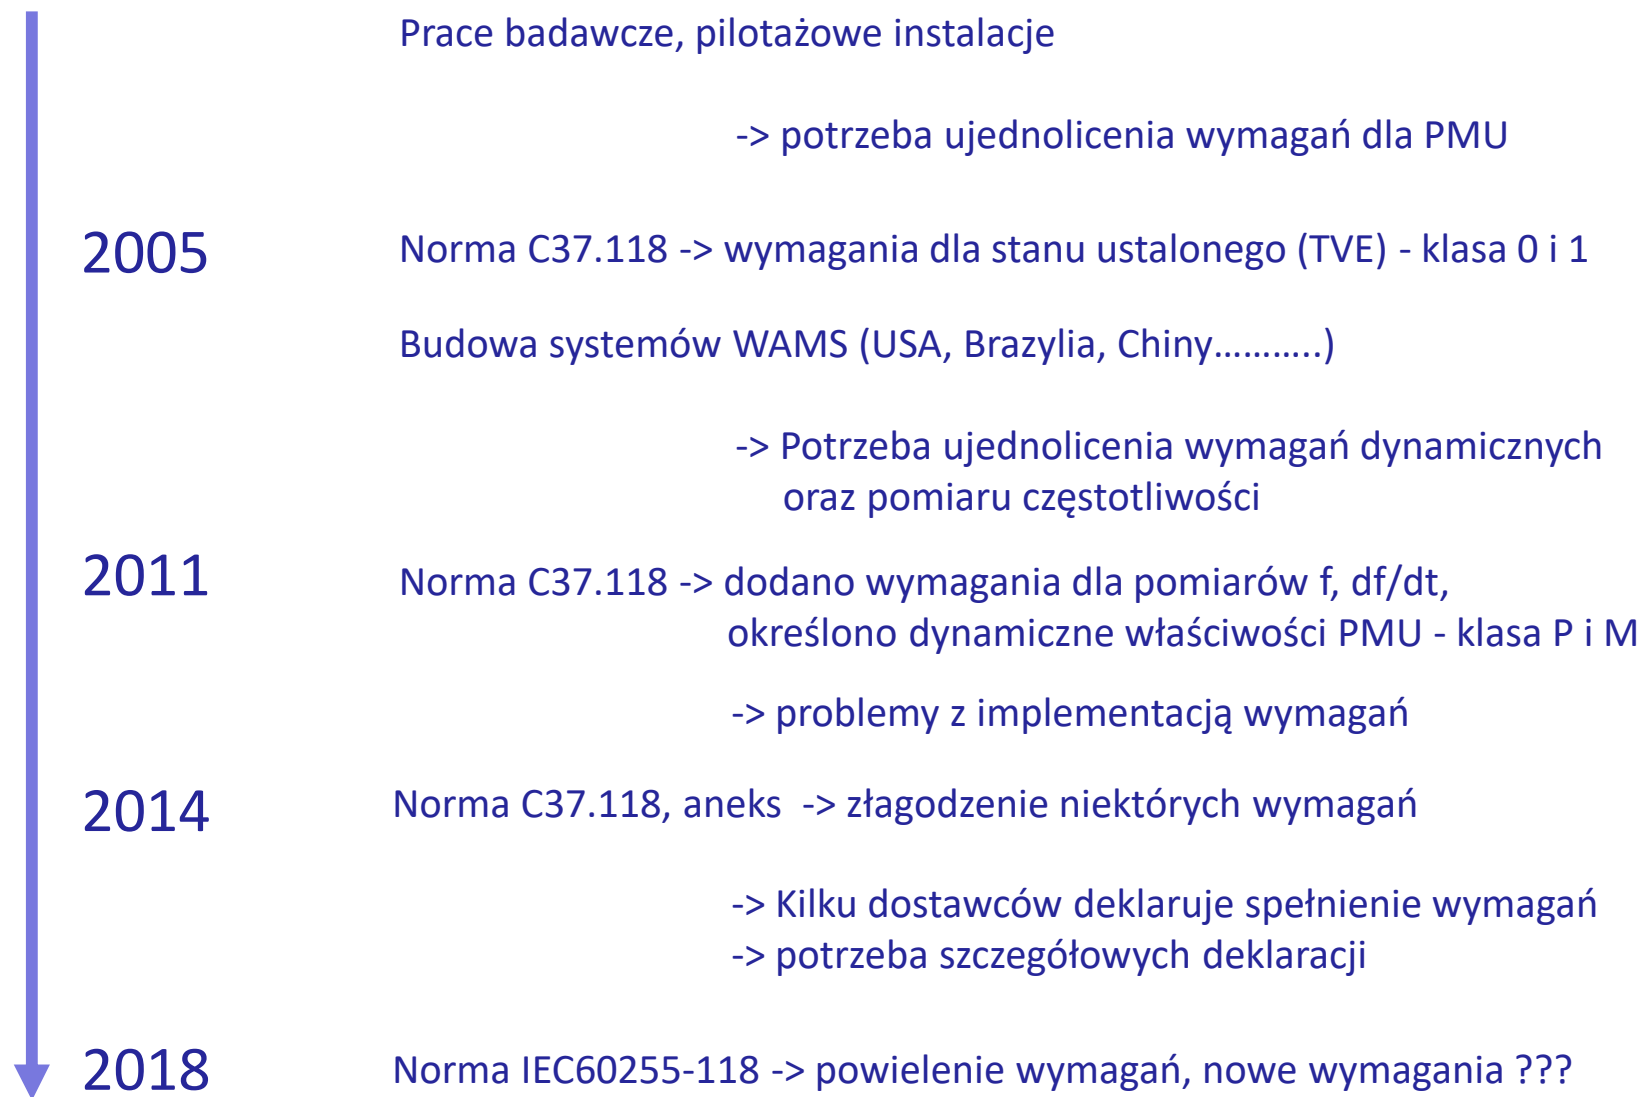 Prace badawcze, pilotażowe instalacje
-> potrzeba ujednolicenia wymagań dla PMU
2005 Norma C37.118 -> wymagania dla stanu ustalonego (TVE) - klasa 0 i 1
Budowa systemów WAMS (USA, Brazylia, Chiny………..)
-> Potrzeba ujednolicenia wymagań dynamicznych
oraz pomiaru częstotliwości
2011 Norma C37.118 -> dodano wymagania dla pomiarów f, df/dt,
określono dynamiczne właściwości PMU - klasa P i M
-> problemy z implementacją wymagań
2014 Norma C37.118, aneks -> złagodzenie niektórych wymagań
-> Kilku dostawców deklaruje spełnienie wymagań
-> potrzeba szczegółowych deklaracji
2018 Norma IEC60255-118 -> powielenie wymagań, nowe wymagania ???